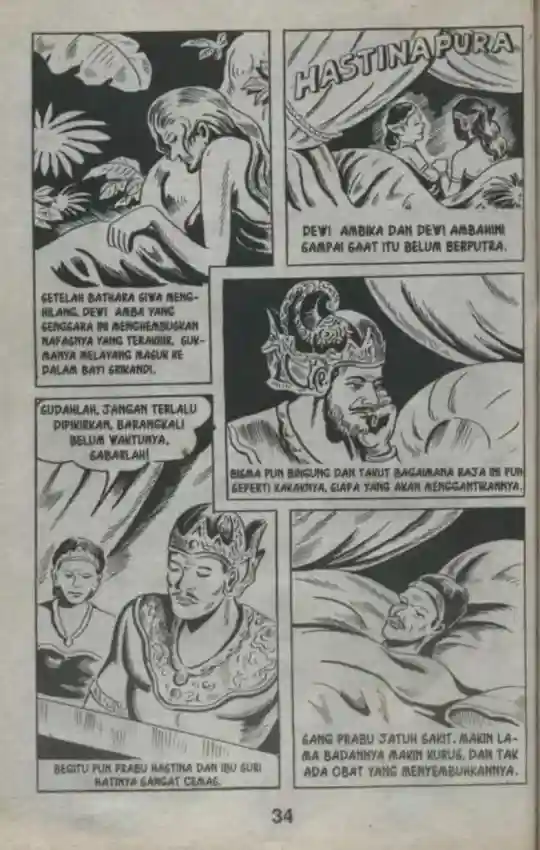 SETELAH BATHARA SIWA MENG-
HILANG, DEWI AMBA YANG
SENGSARA INI MENGHEMBUSKAN
NAFASNYA YANG TERAKHIR. SUK-
MANYA MELAYANG MASUK KE
DALAM BAYI SRIKANDI.
HASTINAPURA
DEWI AMBIKA DAN DEWI AMBAHINI
SAMPAI SAAT ITU BELUM BERPUTRA.
BISMA PUN BINGUNG DAN TAKUT BAGAIMANA RAJA INI PUN
SEPERTI KAKAKNYA, SIAPA YANG AKAN MENGGANTIKANNYA.
SUDAHLAH, JANGAN TERLALU
DIPIKIRKAN, BARANGKALI
BELUM WAKTUNYA,
SABARLAH!
BEGITU PUN PRABU HASTINA DAN IBU SURI
HATINYA SANGAT CEMAS.
SANG PRABU JATUH SAKIT. MAKIN LA-
MA BADANNYA MAKIN KURUS, DAN TAK
ADA OBAT YANG MENYEMBUHKANNYA.
34